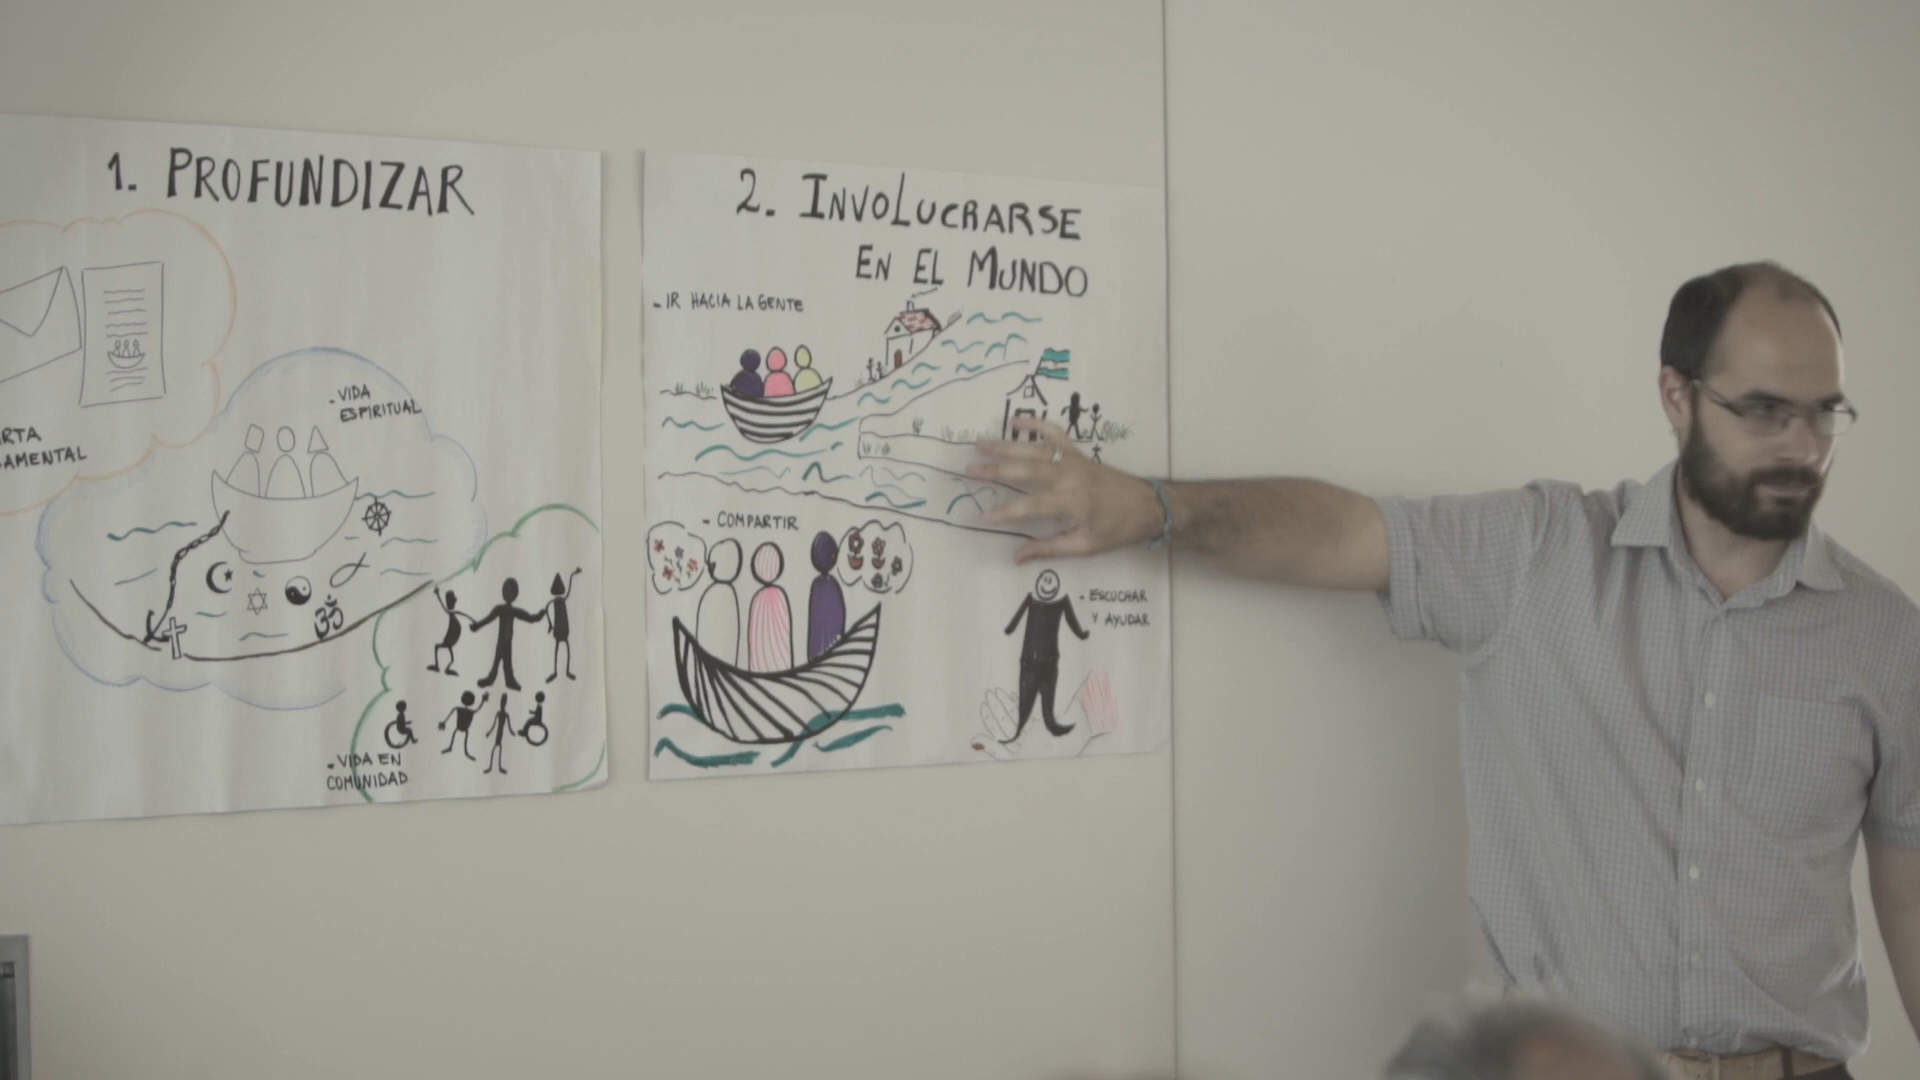 1. PROFUNDIZAR
RTA
AMENTAL
- VIDA
ESPIRITUAL
- VIDA EN
COMUNIDAD
2. INVOLUCRARSE
EN EL MUNDO
- IR HACIA LA GENTE
- COMPARTIR
- ESCUCHAR
Y AYUDAR